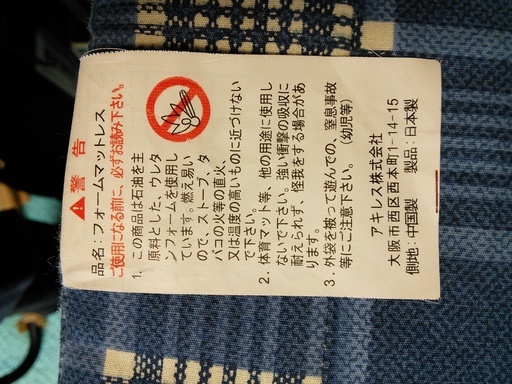 警告
品名：フォームマットレス
ご使用になる前に、必ずお読み下さい。
1．この商品は石油を主
原料とした、ウレタ
ンフォームを使用し
ています。燃え易い
ので、ストーブ、タ
バコの火等の直火、
又は温度の高いものに近づけない
で下さい。
2．体育マット等、他の用途に使用し
ないで下さい。強い衝撃の吸収に
耐えられず、怪我をする場合があ
ります。
3．外袋を被って遊んでの、窒息事故
等にご注意下さい。（幼児等）
アキレス株式会社
大阪市西区西本町1-14-15
側地：中国製 製品：日本製